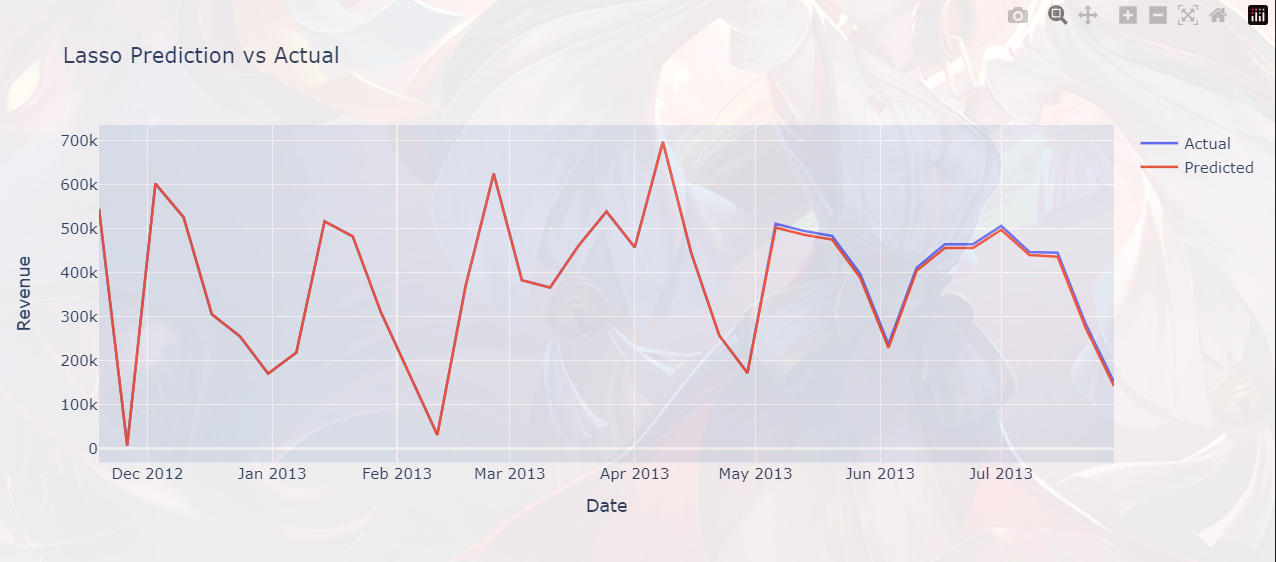 Lasso Prediction vs Actual
Actual
Predicted
700k
600k
500k
400k
300k
200k
100k
0
Revenue
Dec 2012 Jan 2013 Feb 2013 Mar 2013 Apr 2013 May 2013 Jun 2013 Jul 2013
Date